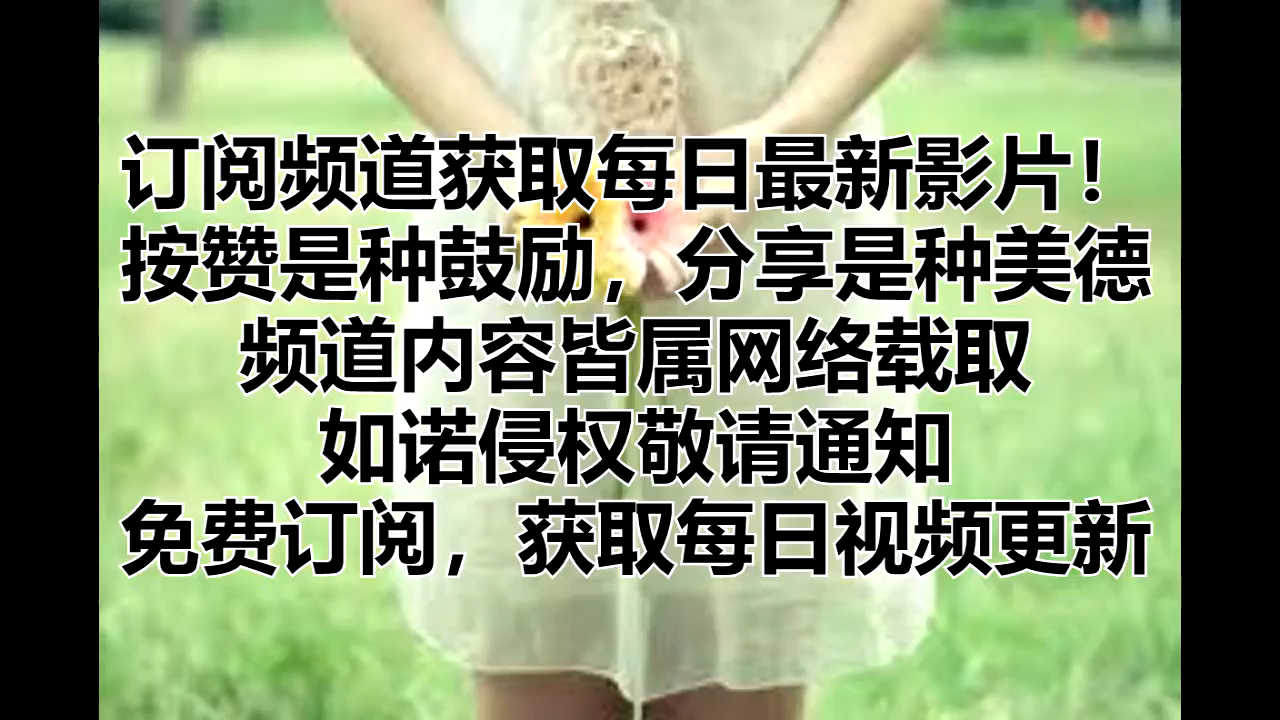 订阅频道获取每日最新影片！
按赞是种鼓励，分享是种美德
频道内容皆属网络载取
如诺侵权敬请通知
免费订阅，获取每日视频更新